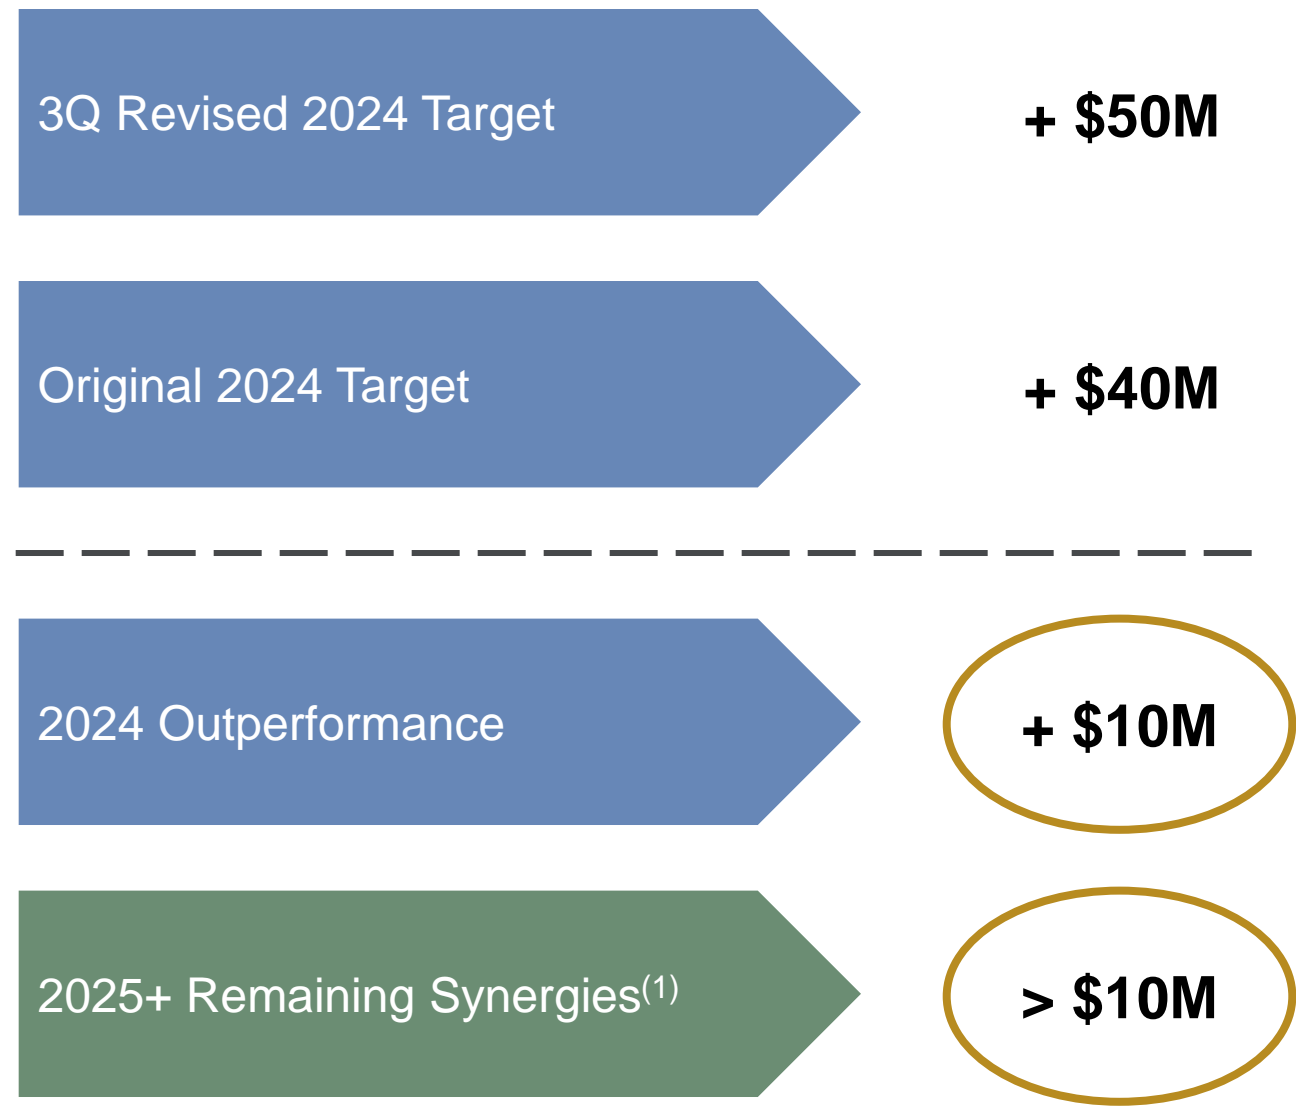 3Q Revised 2024 Target + $50M
Original 2024 Target + $40M
2024 Outperformance + $10M
2025+ Remaining Synergies(1) > $10M